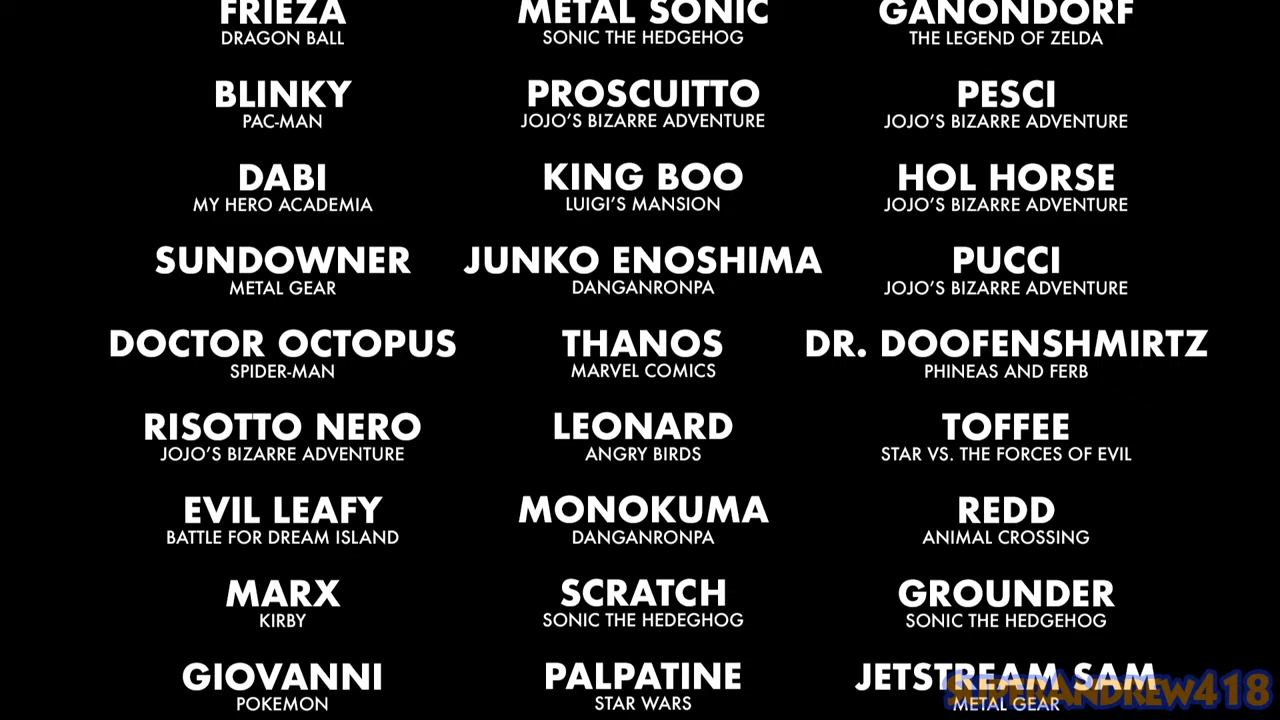 FRIEZA METAL SONIC GANONDORF
DRAGON BALL SONIC THE HEDGEHOG THE LEGEND OF ZELDA
BLINKY PROSCUITTO PESCI
PAC-MAN JOJO'S BIZARRE ADVENTURE JOJO'S BIZARRE ADVENTURE
DABI KING BOO HOL HORSE
MY HERO ACADEMIA LUIGI'S MANSION JOJO'S BIZARRE ADVENTURE
SUNDOWNER JUNKO ENOSHIMA PUCCI
METAL GEAR DANGANRONPA JOJO'S BIZARRE ADVENTURE
DOCTOR OCTOPUS THANOS DR. DOOFENSHMIRTZ
SPIDER-MAN MARVEL COMICS PHINEAS AND FERB
RISOTTO NERO LEONARD TOFFEE
JOJO'S BIZARRE ADVENTURE ANGRY BIRDS STAR VS. THE FORCES OF EVIL
EVIL LEAFY MONOKUMA REDD
BATTLE FOR DREAM ISLAND DANGANRONPA ANIMAL CROSSING
MARX SCRATCH GROUNDER
KIRBY SONIC THE HEDEGHOG SONIC THE HEDGEHOG
GIOVANNI PALPATINE JETSTREAM SAM
POKEMON STAR WARS METAL GEAR
SUPERANDREW418